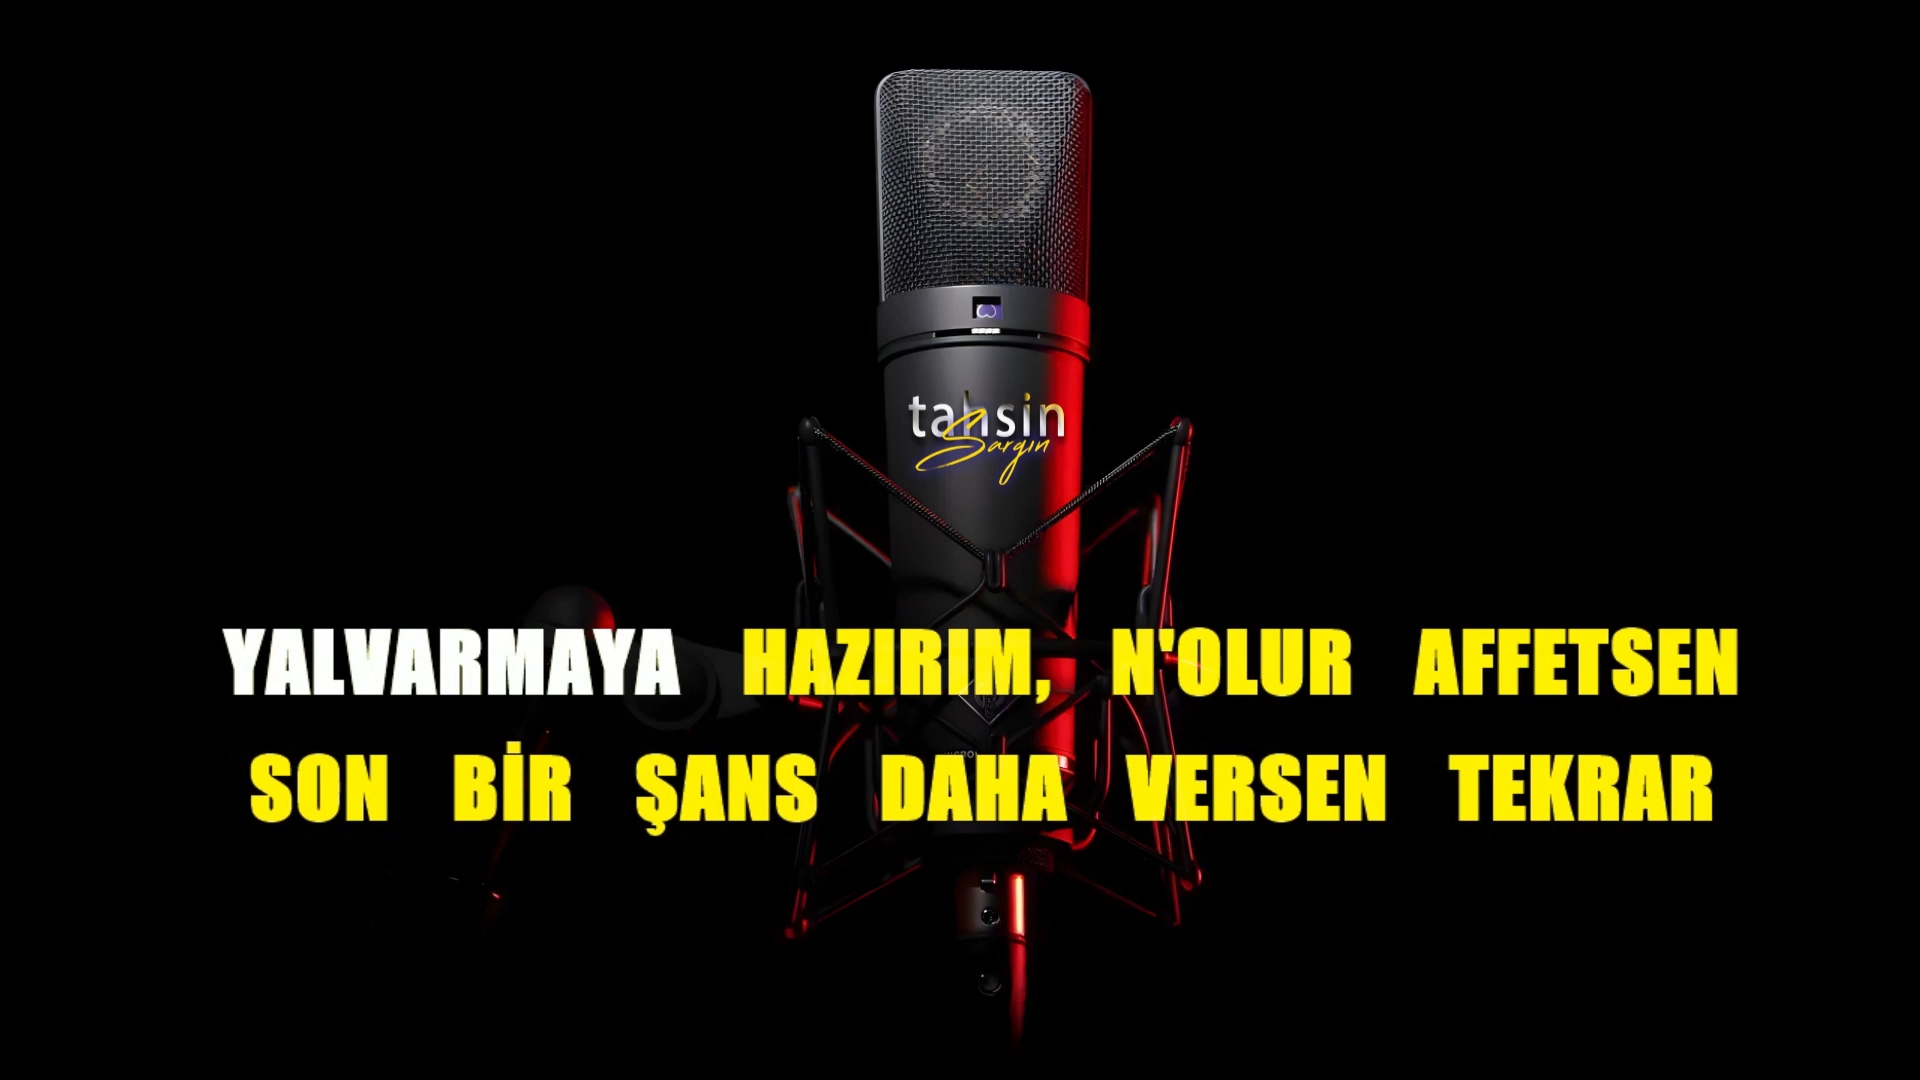 tahsin
Sargın
YALVARMAYA HAZIRIM, N'OLUR AFFETSEN
SON BİR ŞANS DAHA VERSEN TEKRAR